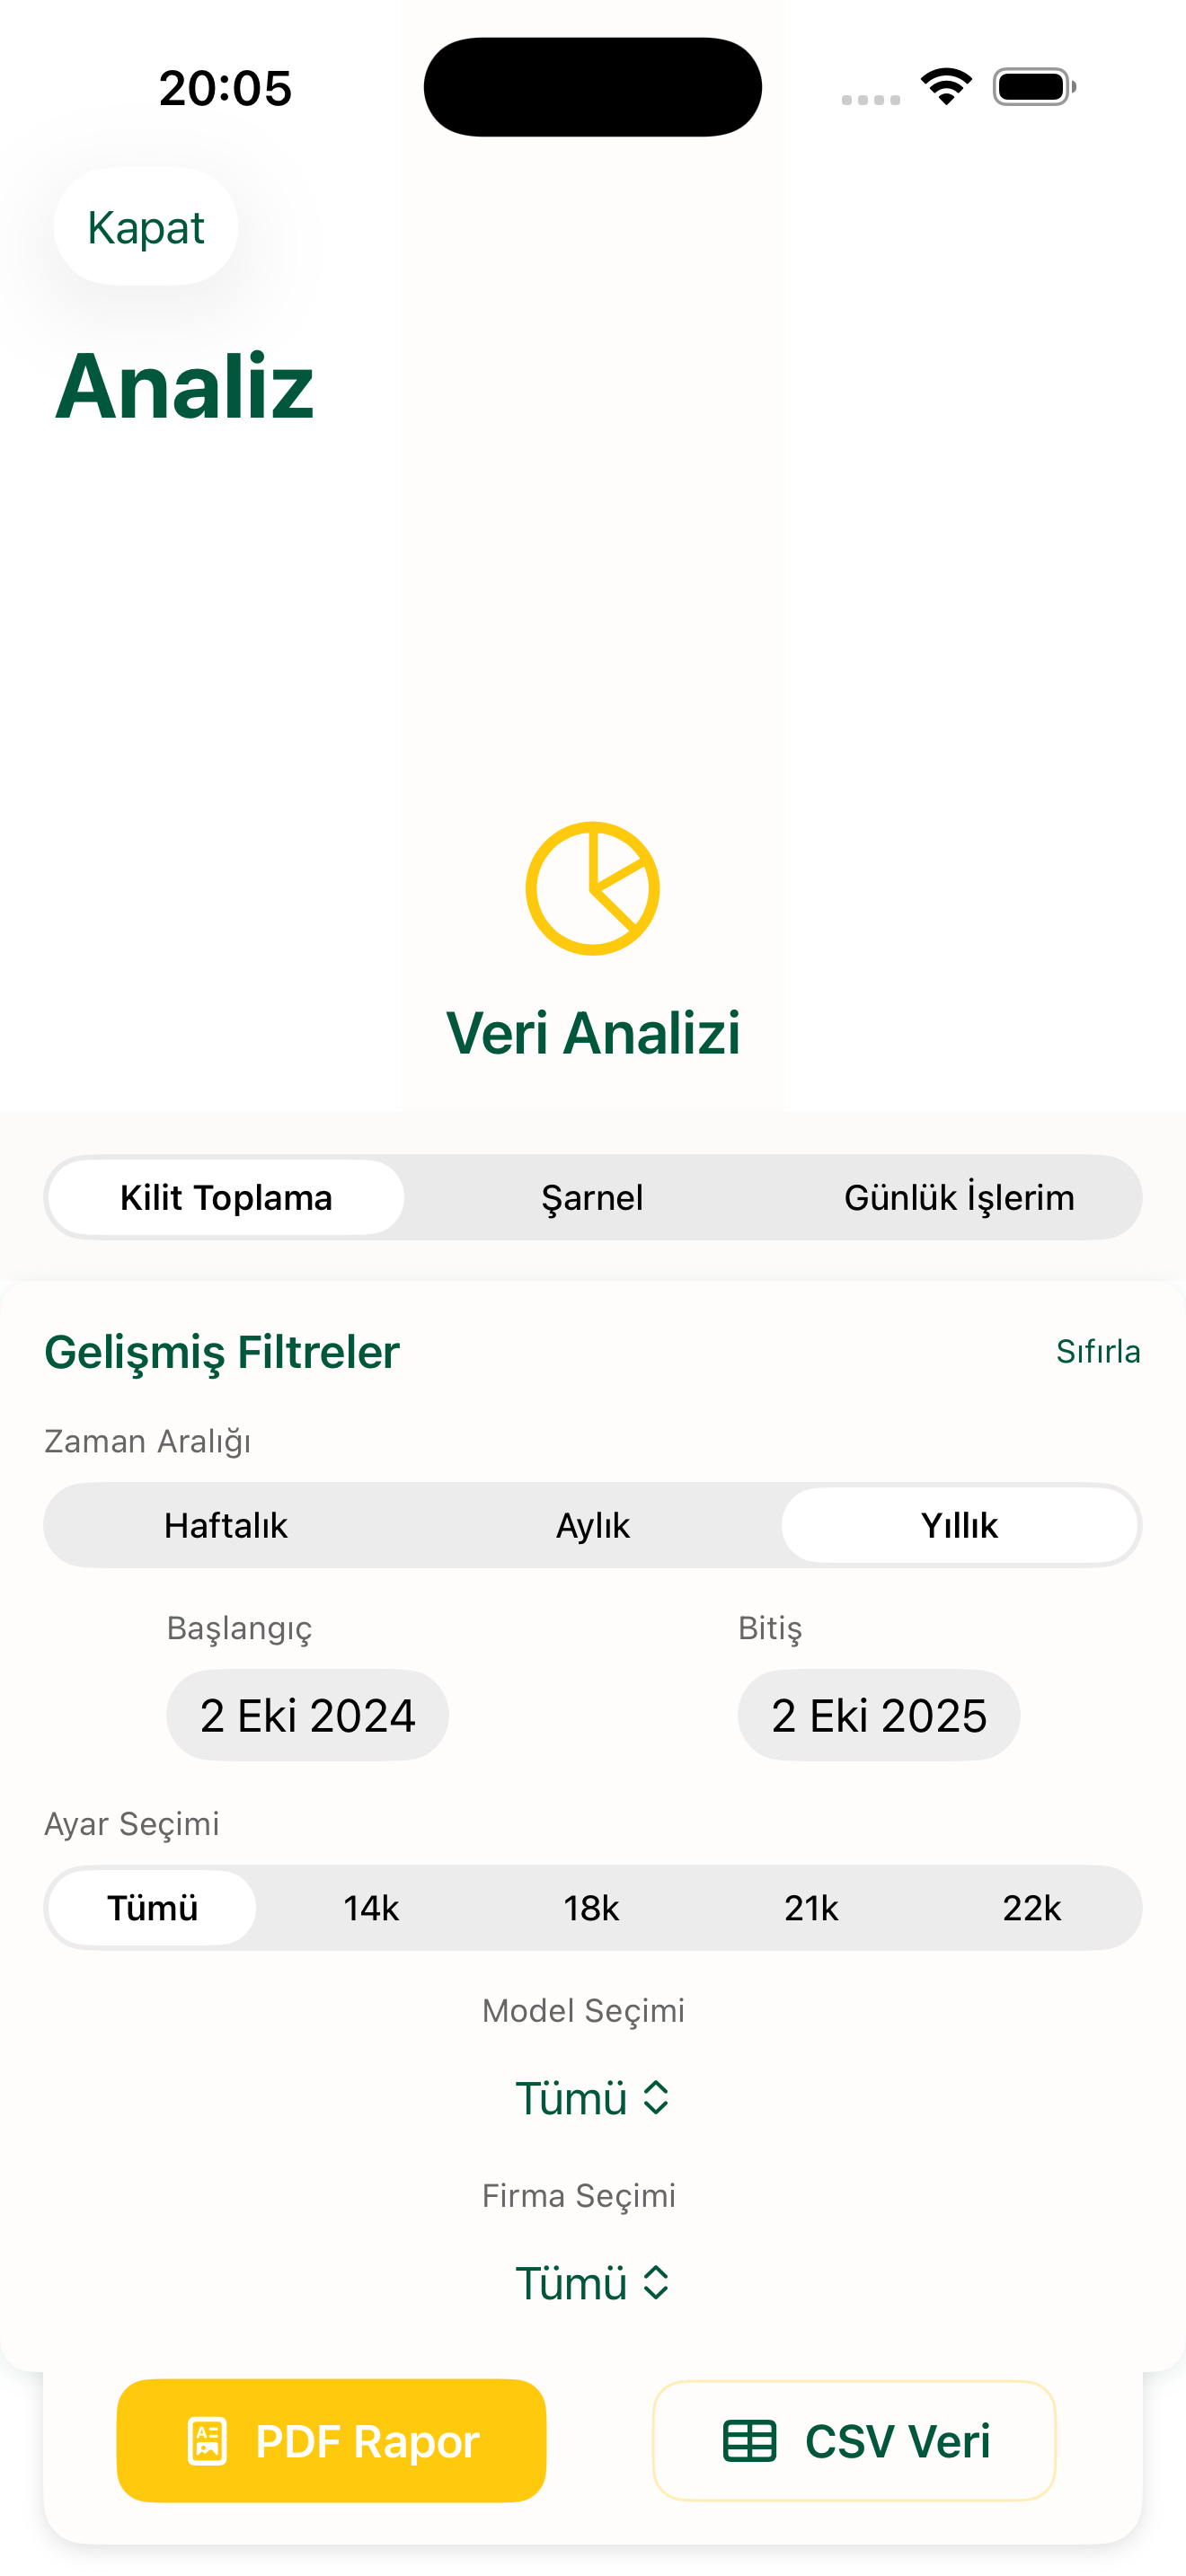 20:05
Kapat
Analiz
Veri Analizi
Kilit Toplama Şarnel Günlük İşlerim
Gelişmiş Filtreler Sıfırla
Zaman Aralığı
Haftalık Aylık Yıllık
Başlangıç Bitiş
2 Eki 2024 2 Eki 2025
Ayar Seçimi
Tümü 14k 18k 21k 22k
Model Seçimi
Tümü
Firma Seçimi
Tümü
PDF Rapor CSV Veri